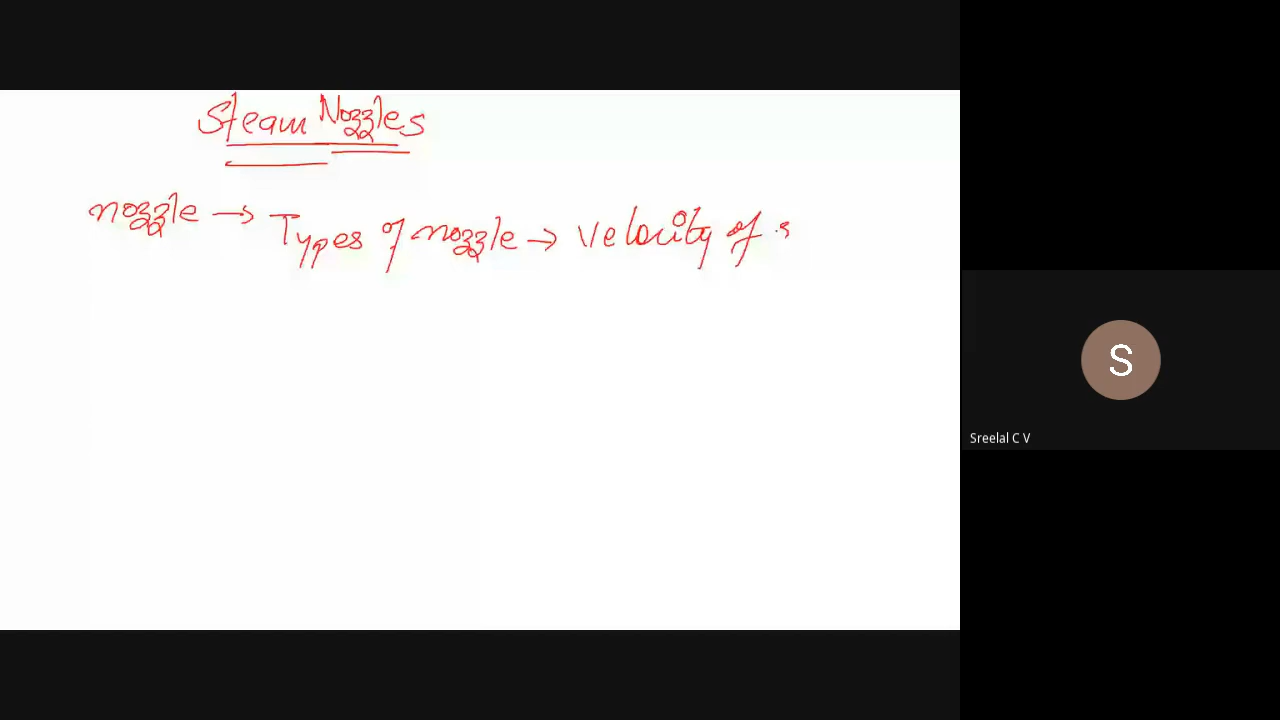 Steam Nozzles
nozzle → Types of nozzle → Velocity of s
S
Sreelal C V